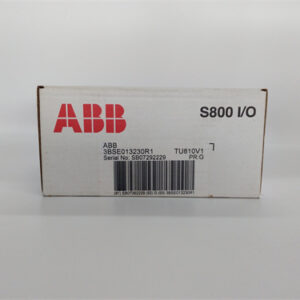 ABB
S800 I/O
ABB
3BSE013230R1 TU810V1
Serial No: SB07292229 PR:G